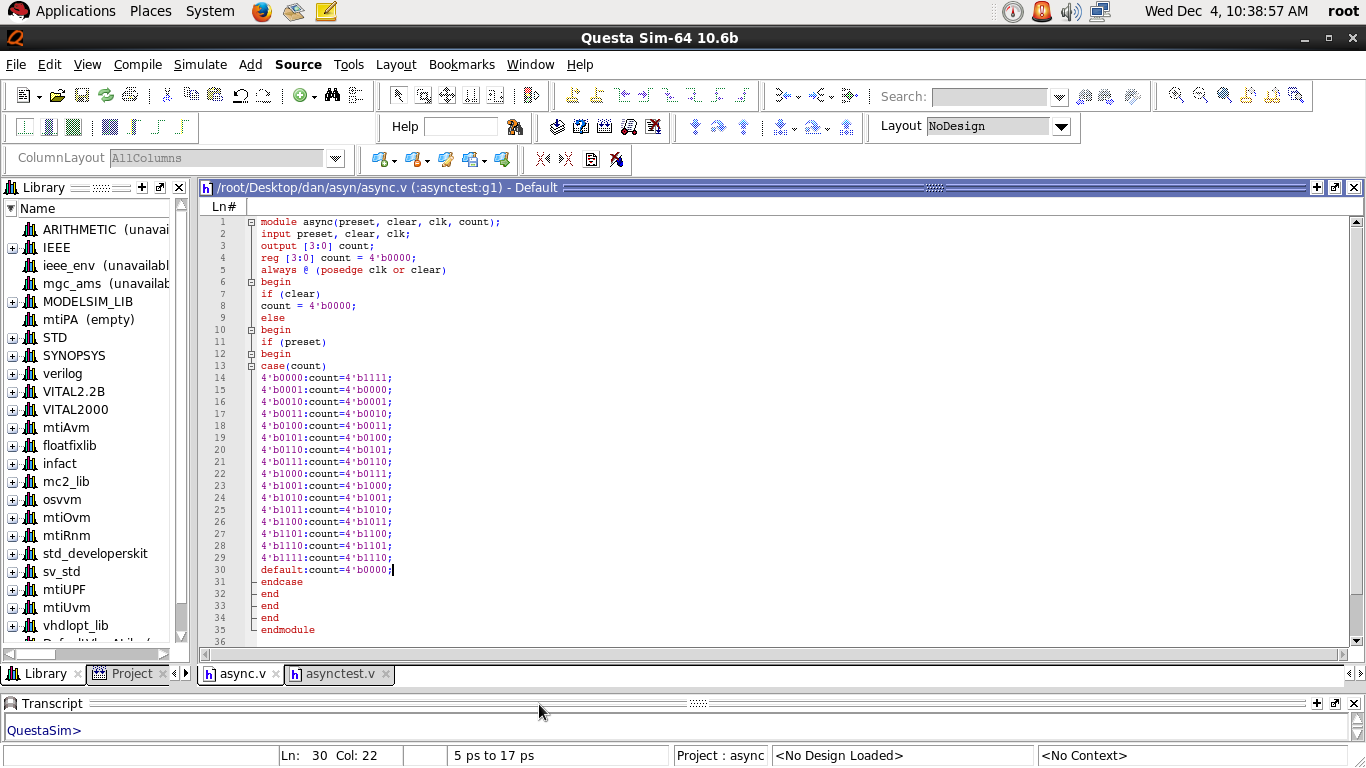 Applications Places System
Wed Dec 4, 10:38:57 AM root
Questa Sim-64 10.6b
File Edit View Compile Simulate Add Source Tools Layout Bookmarks Window Help
Search:
Help
Layout NoDesign
ColumnLayout AllColumns
Library
Name
ARITHMETIC (unavai
IEEE
ieee_env (unavailabl
mgc_ams (unavailab
MODELSIM_LIB
mtiPA (empty)
STD
SYNOPSYS
verilog
VITAL2.2B
VITAL2000
mtiAvm
floatfixlib
infact
mc2_lib
osvvm
mtiOvm
mtiRnm
std_developerskit
sv_std
mtiUPF
mtiUvm
vhdlopt_lib
Library Project
/root/Desktop/dan/asyn/async.v (:asynctest:g1) - Default
Ln#
1 module async(preset, clear, clk, count);
2 input preset, clear, clk;
3 output [3:0] count;
4 reg [3:0] count = 4'b0000;
5 always @ (posedge clk or clear)
6 begin
7 if (clear)
8 count = 4'b0000;
9 else
10 begin
11 if (preset)
12 begin
13 case(count)
14 4'b0000:count=4'b1111;
15 4'b0001:count=4'b0000;
16 4'b0010:count=4'b0001;
17 4'b0011:count=4'b0010;
18 4'b0100:count=4'b0011;
19 4'b0101:count=4'b0100;
20 4'b0110:count=4'b0101;
21 4'b0111:count=4'b0110;
22 4'b1000:count=4'b0111;
23 4'b1001:count=4'b1000;
24 4'b1010:count=4'b1001;
25 4'b1011:count=4'b1010;
26 4'b1100:count=4'b1011;
27 4'b1101:count=4'b1100;
28 4'b1110:count=4'b1101;
29 4'b1111:count=4'b1110;
30 default:count=4'b0000;
31 endcase
32 end
33 end
34 end
35 endmodule
36
async.v asynctest.v
Transcript
QuestaSim>
Ln: 30 Col: 22 5 ps to 17 ps Project : async <No Design Loaded> <No Context>